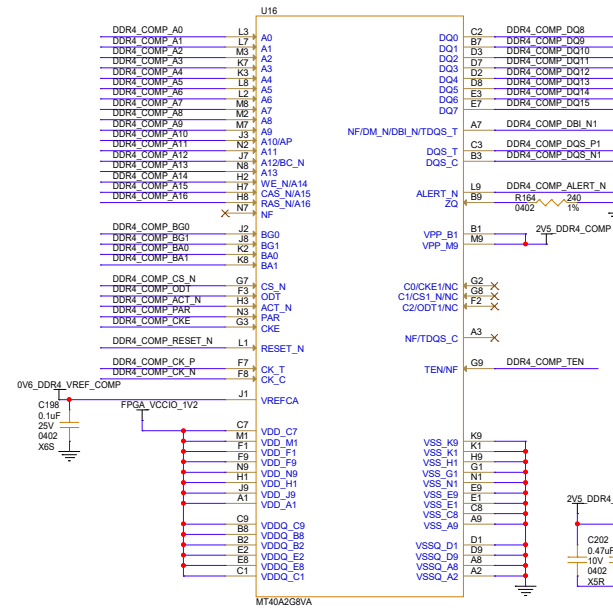 U16
DDR4_COMP_A0 L3 A0
DDR4_COMP_A1 L7 A1
DDR4_COMP_A2 M3 A2
DDR4_COMP_A3 K7 A3
DDR4_COMP_A4 K3 A4
DDR4_COMP_A5 L8 A5
DDR4_COMP_A6 L2 A6
DDR4_COMP_A7 M8 A7
DDR4_COMP_A8 M2 A8
DDR4_COMP_A9 M7 A9
DDR4_COMP_A10 J3 A10/AP
DDR4_COMP_A11 N2 A11
DDR4_COMP_A12 J7 A12/BC_N
DDR4_COMP_A13 N8 A13
DDR4_COMP_A14 H2 WE_N/A14
DDR4_COMP_A15 H7 CAS_N/A15
DDR4_COMP_A16 H8 RAS_N/A16
N7 NF
DDR4_COMP_BG0 J2 BG0
DDR4_COMP_BG1 J8 BG1
DDR4_COMP_BA0 K2 BA0
DDR4_COMP_BA1 K8 BA1
DDR4_COMP_CS_N G7 CS_N
DDR4_COMP_ODT F3 ODT
DDR4_COMP_ACT_N H3 ACT_N
DDR4_COMP_PAR N3 PAR
DDR4_COMP_CKE G3 CKE
DDR4_COMP_RESET_N L1 RESET_N
DDR4_COMP_CK_P F7 CK_T
DDR4_COMP_CK_N F8 CK_C
0V6_DDR4_VREF_COMP
J1 VREFCA
C198
0.1uF
25V
0402
X6S
FPGA_VCCIO_1V2
C7 VDD_C7
M1 VDD_M1
F1 VDD_F1
F9 VDD_F9
N9 VDD_N9
H1 VDD_H1
J9 VDD_J9
A1 VDD_A1
C9 VDDQ_C9
B8 VDDQ_B8
B2 VDDQ_B2
E2 VDDQ_E2
E8 VDDQ_E8
C1 VDDQ_C1
DQ0 C2 DDR4_COMP_DQ8
DQ1 B7 DDR4_COMP_DQ9
DQ2 D3 DDR4_COMP_DQ10
DQ3 D7 DDR4_COMP_DQ11
DQ4 D2 DDR4_COMP_DQ12
DQ5 D8 DDR4_COMP_DQ13
DQ6 E3 DDR4_COMP_DQ14
DQ7 E7 DDR4_COMP_DQ15
NF/DM_N/DBI_N/TDQS_T A7 DDR4_COMP_DBI_N1
DQS_T C3 DDR4_COMP_DQS_P1
DQS_C B3 DDR4_COMP_DQS_N1
ALERT_N L9 DDR4_COMP_ALERT_N
ZQ B9 R164 240
0402 1%
VPP_B1 B1 2V5_DDR4_COMP
VPP_M9 M9
C0/CKE1/NC G2
C1/CS1_N/NC G8
C2/ODT1/NC F2
NF/TDQS_C A3
TEN/NF G9 DDR4_COMP_TEN
VSS_K9 K9
VSS_K1 K1
VSS_H9
VSS_G1 G1
VSS_N1 N1
VSS_E9 E9
VSS_E1 E1
VSS_C8 C8
VSS_A9 A9
VSSQ_D1 D1
VSSQ_D9 D9
VSSQ_A8 A8
VSSQ_A2 A2
2V5_DDR4_
C202
0.47uF
10V
0402
X5R
MT40A2G8VA